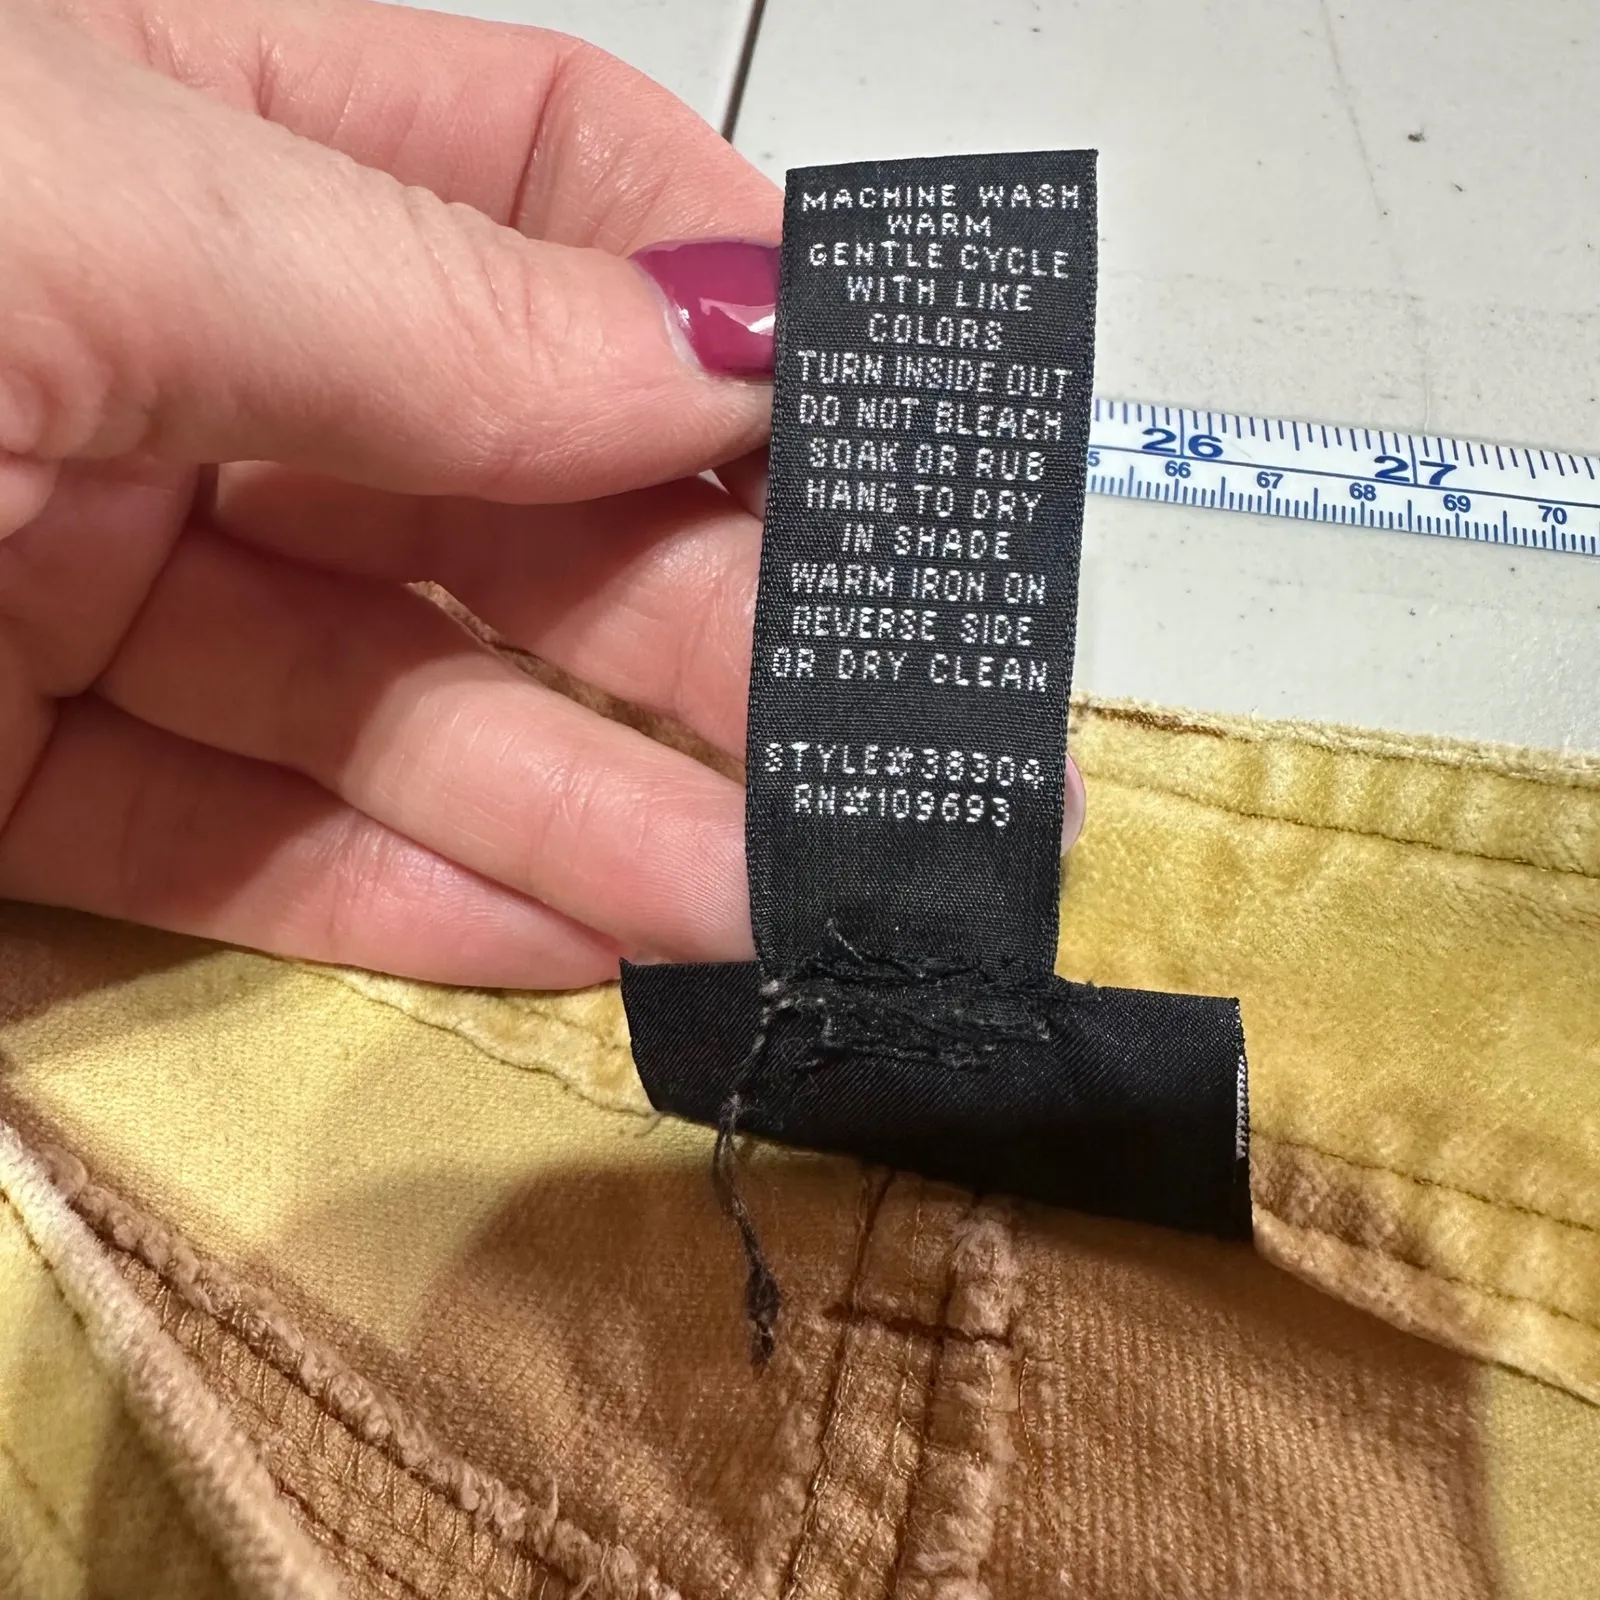 MACHINE WASH
WARM
GENTLE CYCLE
WITH LIKE
COLORS
TURN INSIDE OUT
DO NOT BLEACH
SOAK OR RUB
HANG TO DRY
IN SHADE
WARM IRON ON
REVERSE SIDE
OR DRY CLEAN
STYLE#38304
RN#109693
26 27
66 67 68 69 70